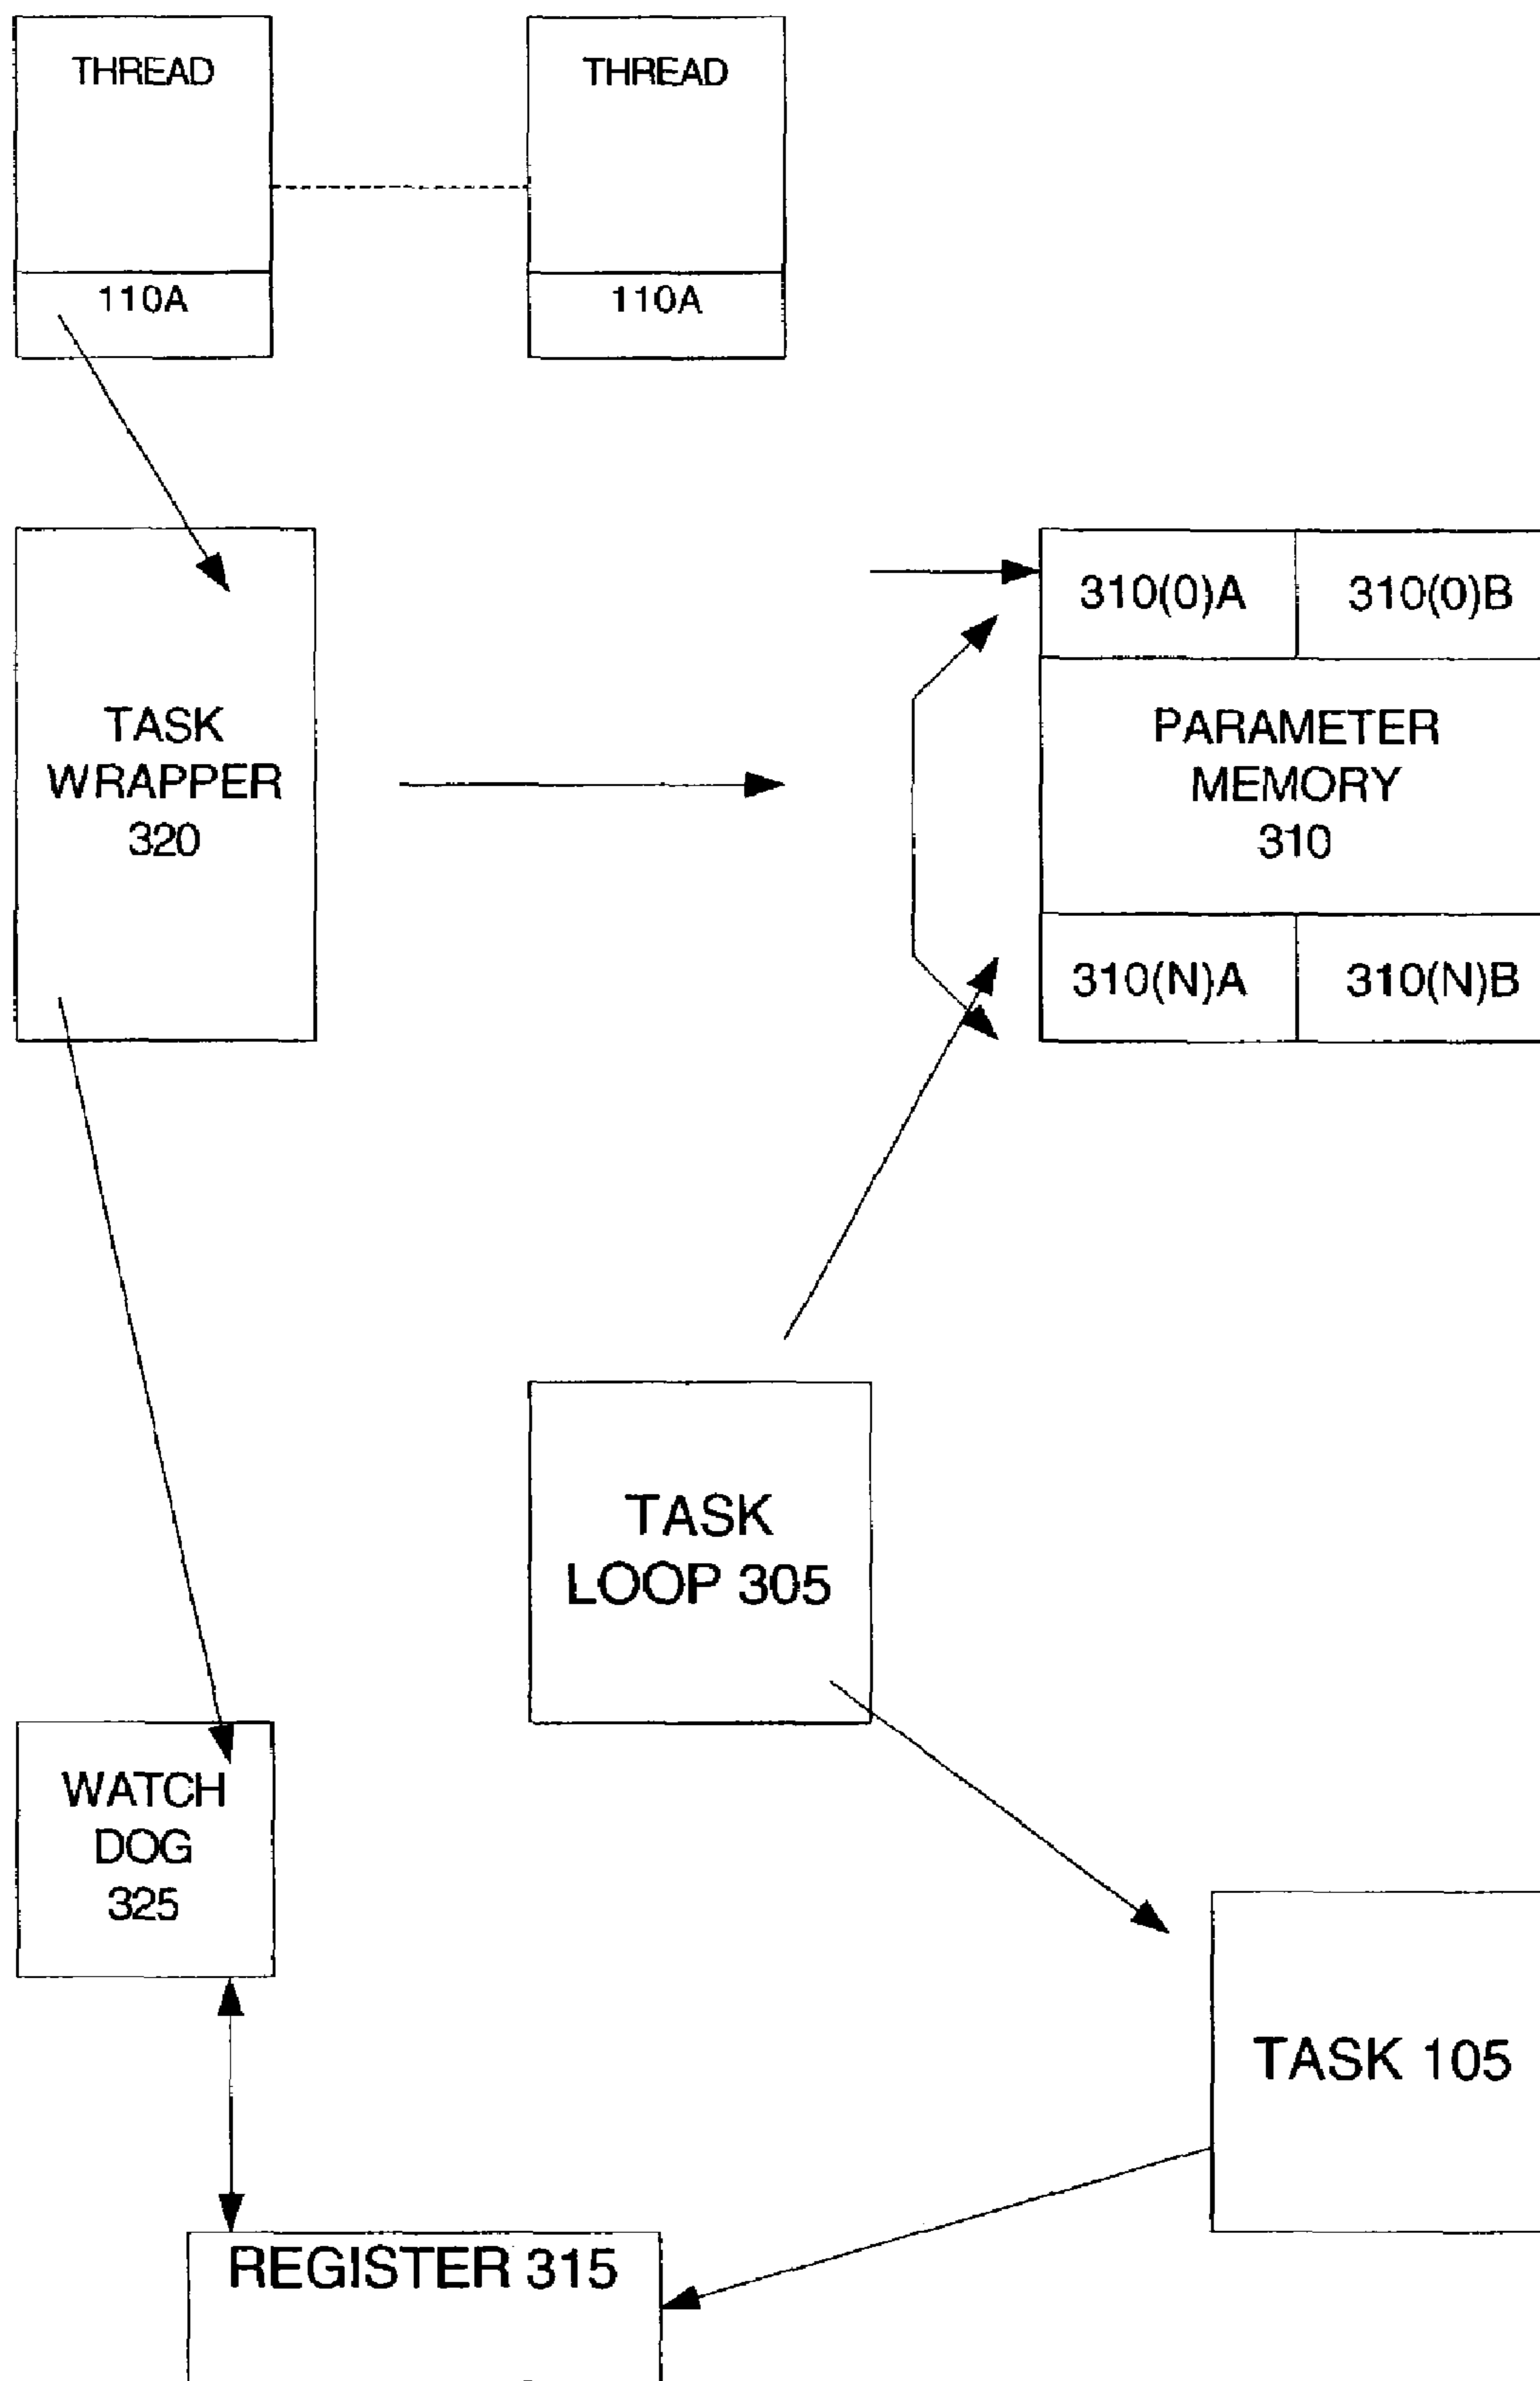 THREAD
THREAD
110A
110A
TASK
WRAPPER
320
310(0)A
310(0)B
PARAMETER
MEMORY
310
310(N)A
310(N)B
TASK
LOOP 305
WATCH
DOG
325
TASK 105
REGISTER 315